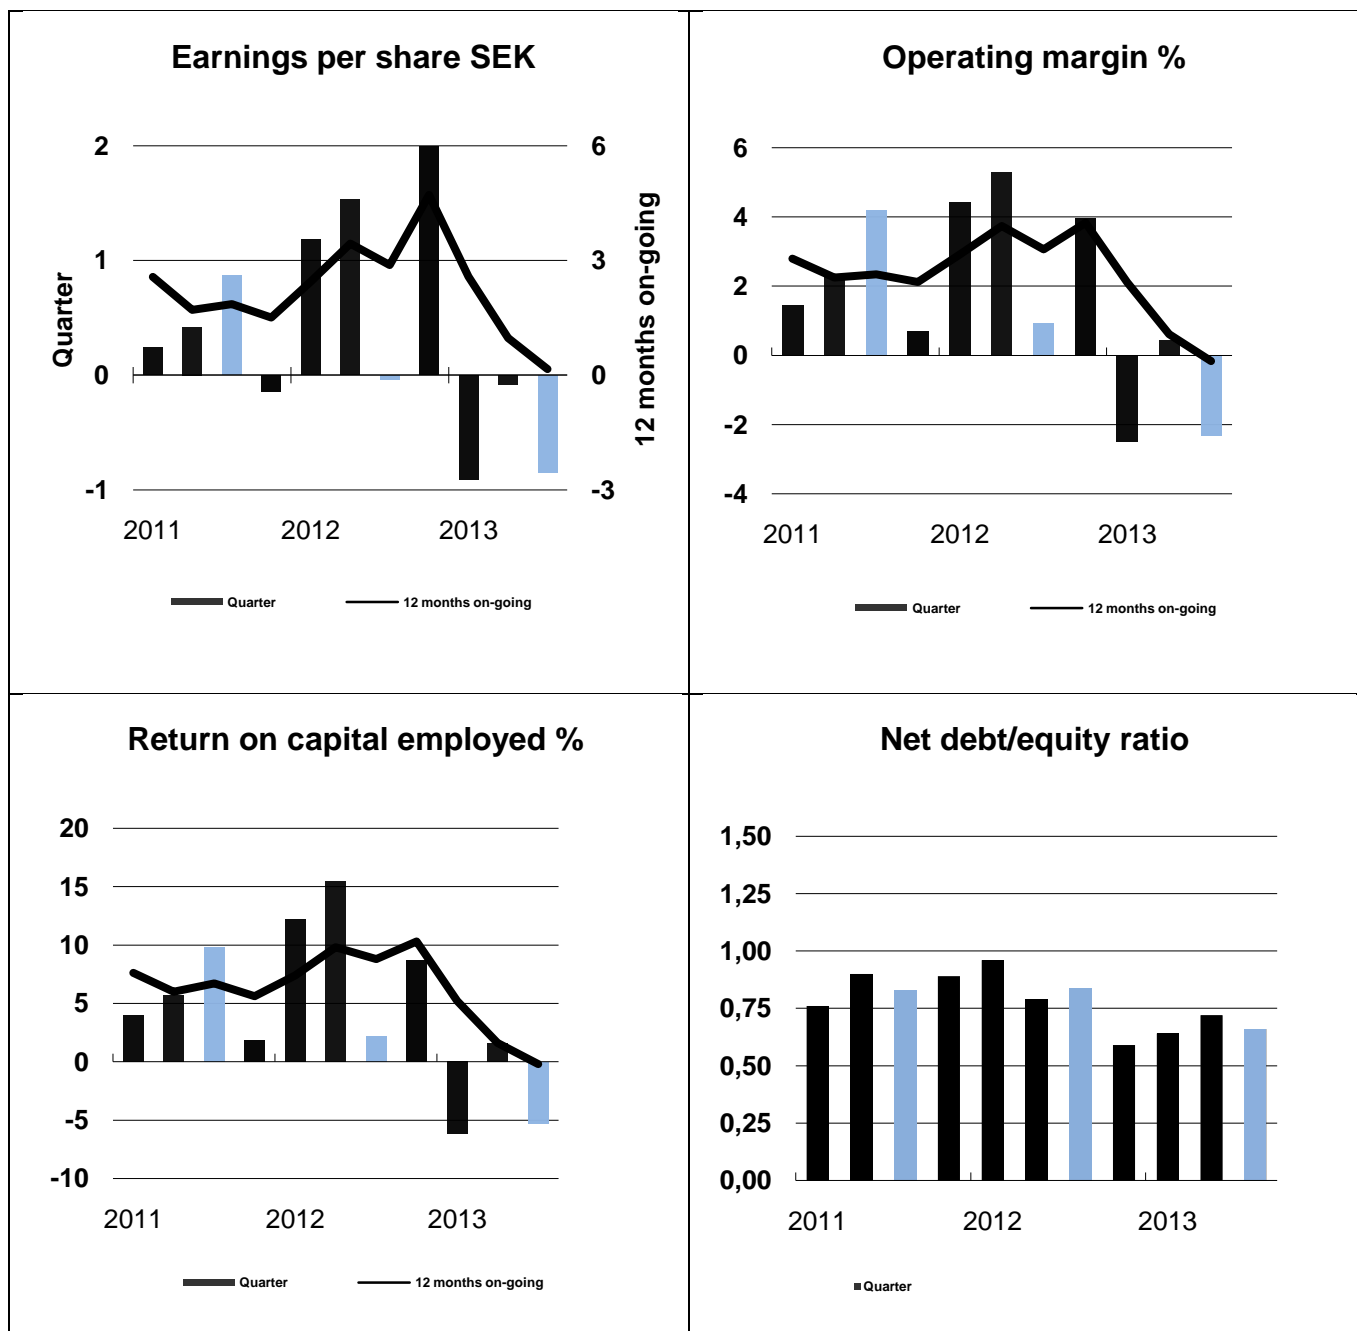 Earnings per share SEK
2 6
1 3
0 0
-1 -3
Quarter
12 months on-going
2011 2012 2013
Quarter 12 months on-going
Operating margin %
6
4
2
0
-2
-4
2011 2012 2013
Quarter 12 months on-going
Return on capital employed %
20
15
10
5
0
-5
-10
2011 2012 2013
Quarter 12 months on-going
Net debt/equity ratio
1,50
1,25
1,00
0,75
0,50
0,25
0,00
2011 2012 2013
Quarter